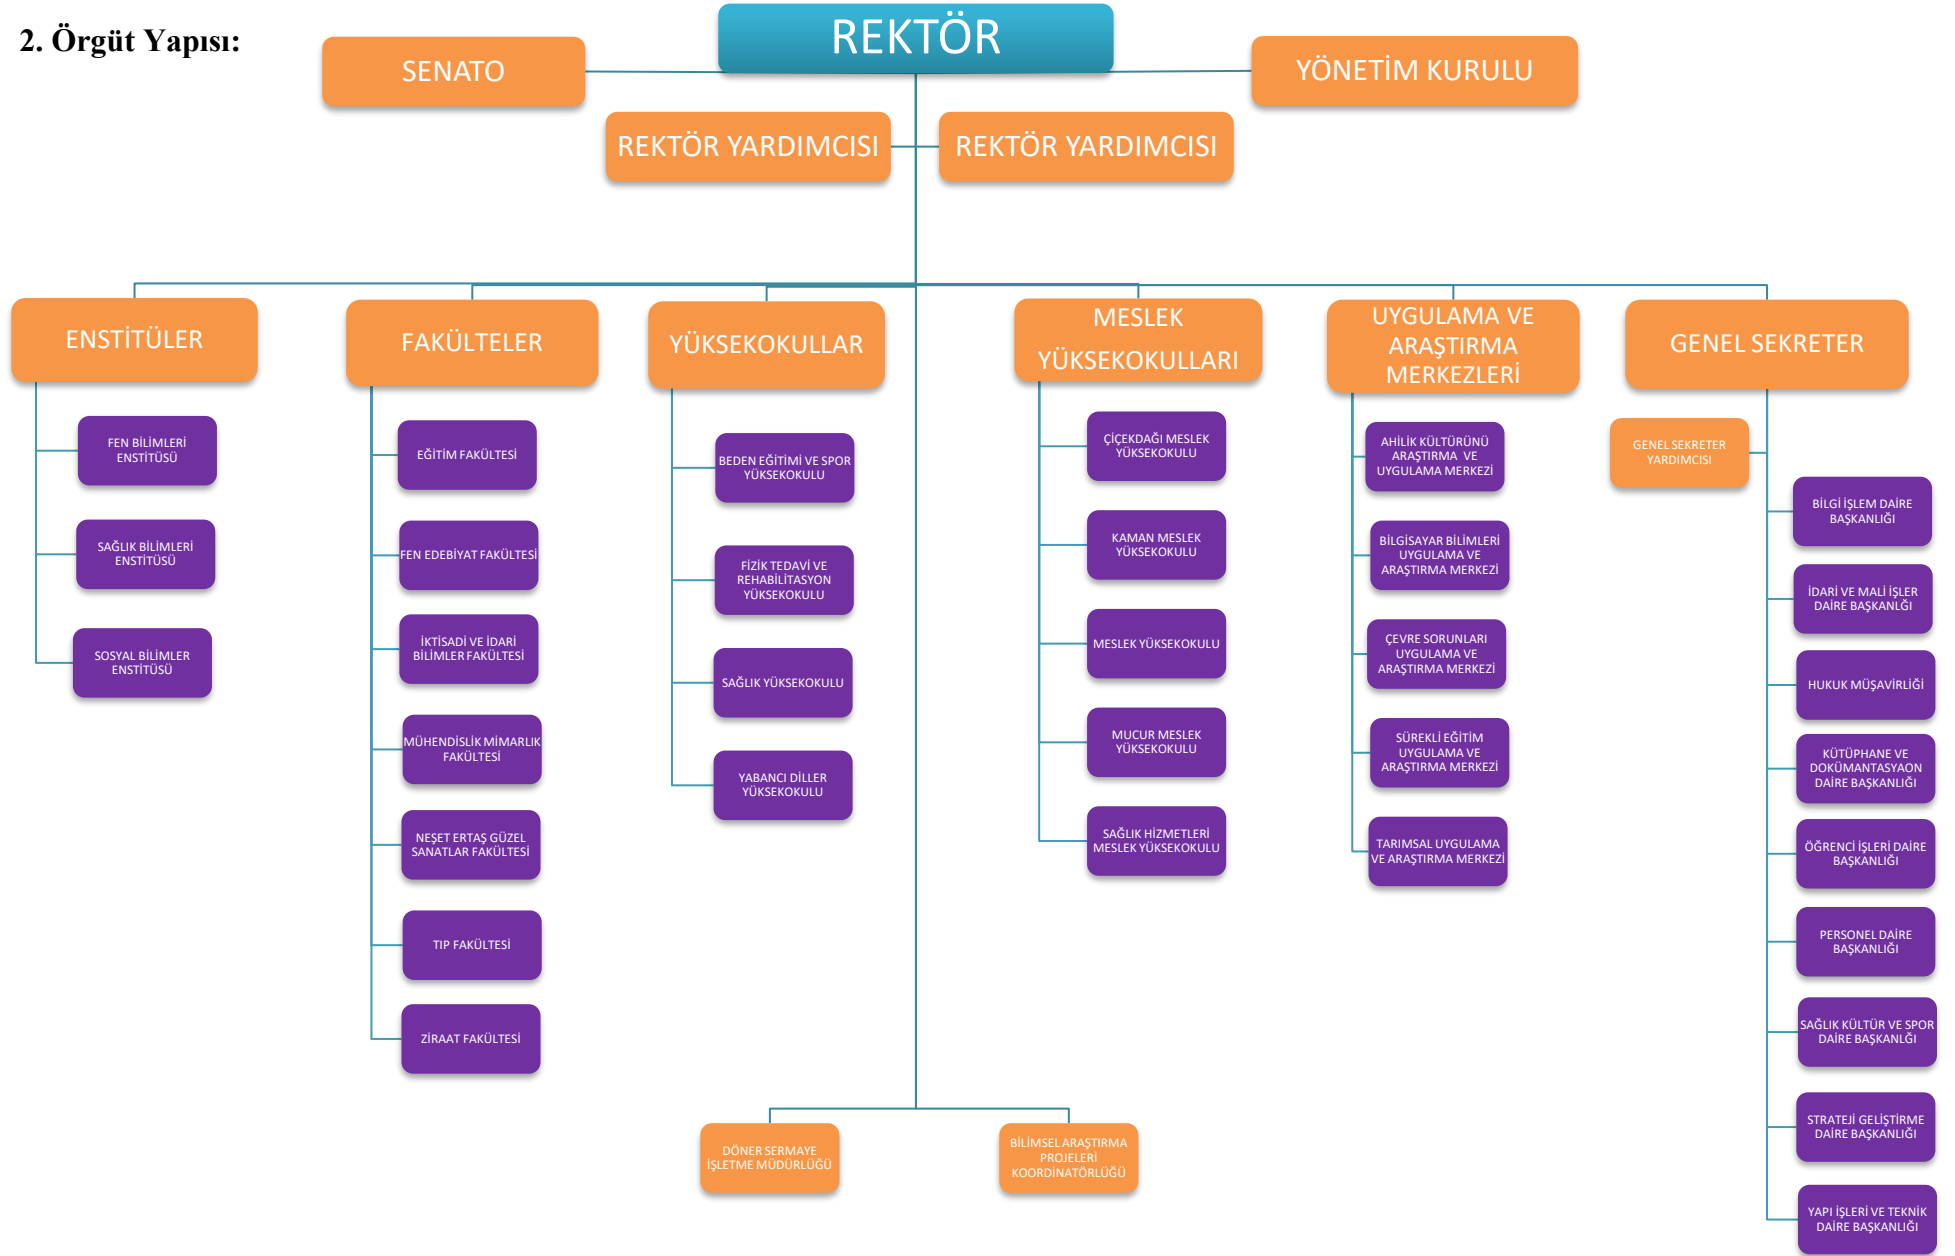 2. Örgüt Yapısı:
REKTÖR
SENATO
YÖNETİM KURULU
REKTÖR YARDIMCISI
REKTÖR YARDIMCISI
ENSTİTÜLER
FEN BİLİMLERİ
ENSTİTÜSÜ
SAĞLIK BİLİMLERİ
ENSTİTÜSÜ
SOSYAL BİLİMLER
ENSTİTÜSÜ
FAKÜLTELER
EĞİTİM FAKÜLTESİ
FEN EDEBİYAT FAKÜLTESİ
İKTİSADİ VE İDARİ
BİLİMLER FAKÜLTESİ
MÜHENDİSLİK MİMARLIK
FAKÜLTESİ
NEŞET ERTAŞ GÜZEL
SANATLAR FAKÜLTESİ
TIP FAKÜLTESİ
ZİRAAT FAKÜLTESİ
YÜKSEKOKULLAR
BEDEN EĞİTİMİ VE SPOR
YÜKSEKOKULU
FİZİK TEDAVİ VE
REHABİLİTASYON
YÜKSEKOKULU
SAĞLIK YÜKSEKOKULU
YABANCI DİLLER
YÜKSEKOKULU
MESLEK
YÜKSEKOKULLARI
ÇİÇEKDAĞI MESLEK
YÜKSEKOKULU
KAMAN MESLEK
YÜKSEKOKULU
MESLEK YÜKSEKOKULU
MUCUR MESLEK
YÜKSEKOKULU
SAĞLIK HİZMETLERİ
MESLEK YÜKSEKOKULU
UYGULAMA VE
ARAŞTIRMA
MERKEZLERİ
AHİLİK KÜLTÜRÜNÜ
ARAŞTIRMA VE
UYGULAMA MERKEZİ
BİLGİSAYAR BİLİMLERİ
UYGULAMA VE
ARAŞTIRMA MERKEZİ
ÇEVRE SORUNLARI
UYGULAMA VE
ARAŞTIRMA MERKEZİ
SÜREKLİ EĞİTİM
UYGULAMA VE
ARAŞTIRMA MERKEZİ
TARIMSAL UYGULAMA
VE ARAŞTIRMA MERKEZİ
GENEL SEKRETER
GENEL SEKRETER
YARDIMCISI
BİLGİ İŞLEM DAİRE
BAŞKANLIĞI
İDARİ VE MALİ İŞLER
DAİRE BAŞKANLĞI
HUKUK MÜŞAVİRLİĞİ
KÜTÜPHANE VE
DOKÜMANTASYAON
DAİRE BAŞKANLIĞI
ÖĞRENCİ İŞLERİ DAİRE
BAŞKANLIĞI
PERSONEL DAİRE
BAŞKANLIĞI
SAĞLIK KÜLTÜR VE SPOR
DAİRE BAŞKANLĞI
STRATEJİ GELİŞTİRME
DAİRE BAŞKANLIĞI
YAPI İŞLERİ VE TEKNİK
DAİRE BAŞKANLIĞI
DÖNER SERMAYE
İŞLETME MÜDÜRLÜĞÜ
BİLİMSEL ARAŞTIRMA
PROJELERİ
KOORDİNATÖRLÜĞÜ